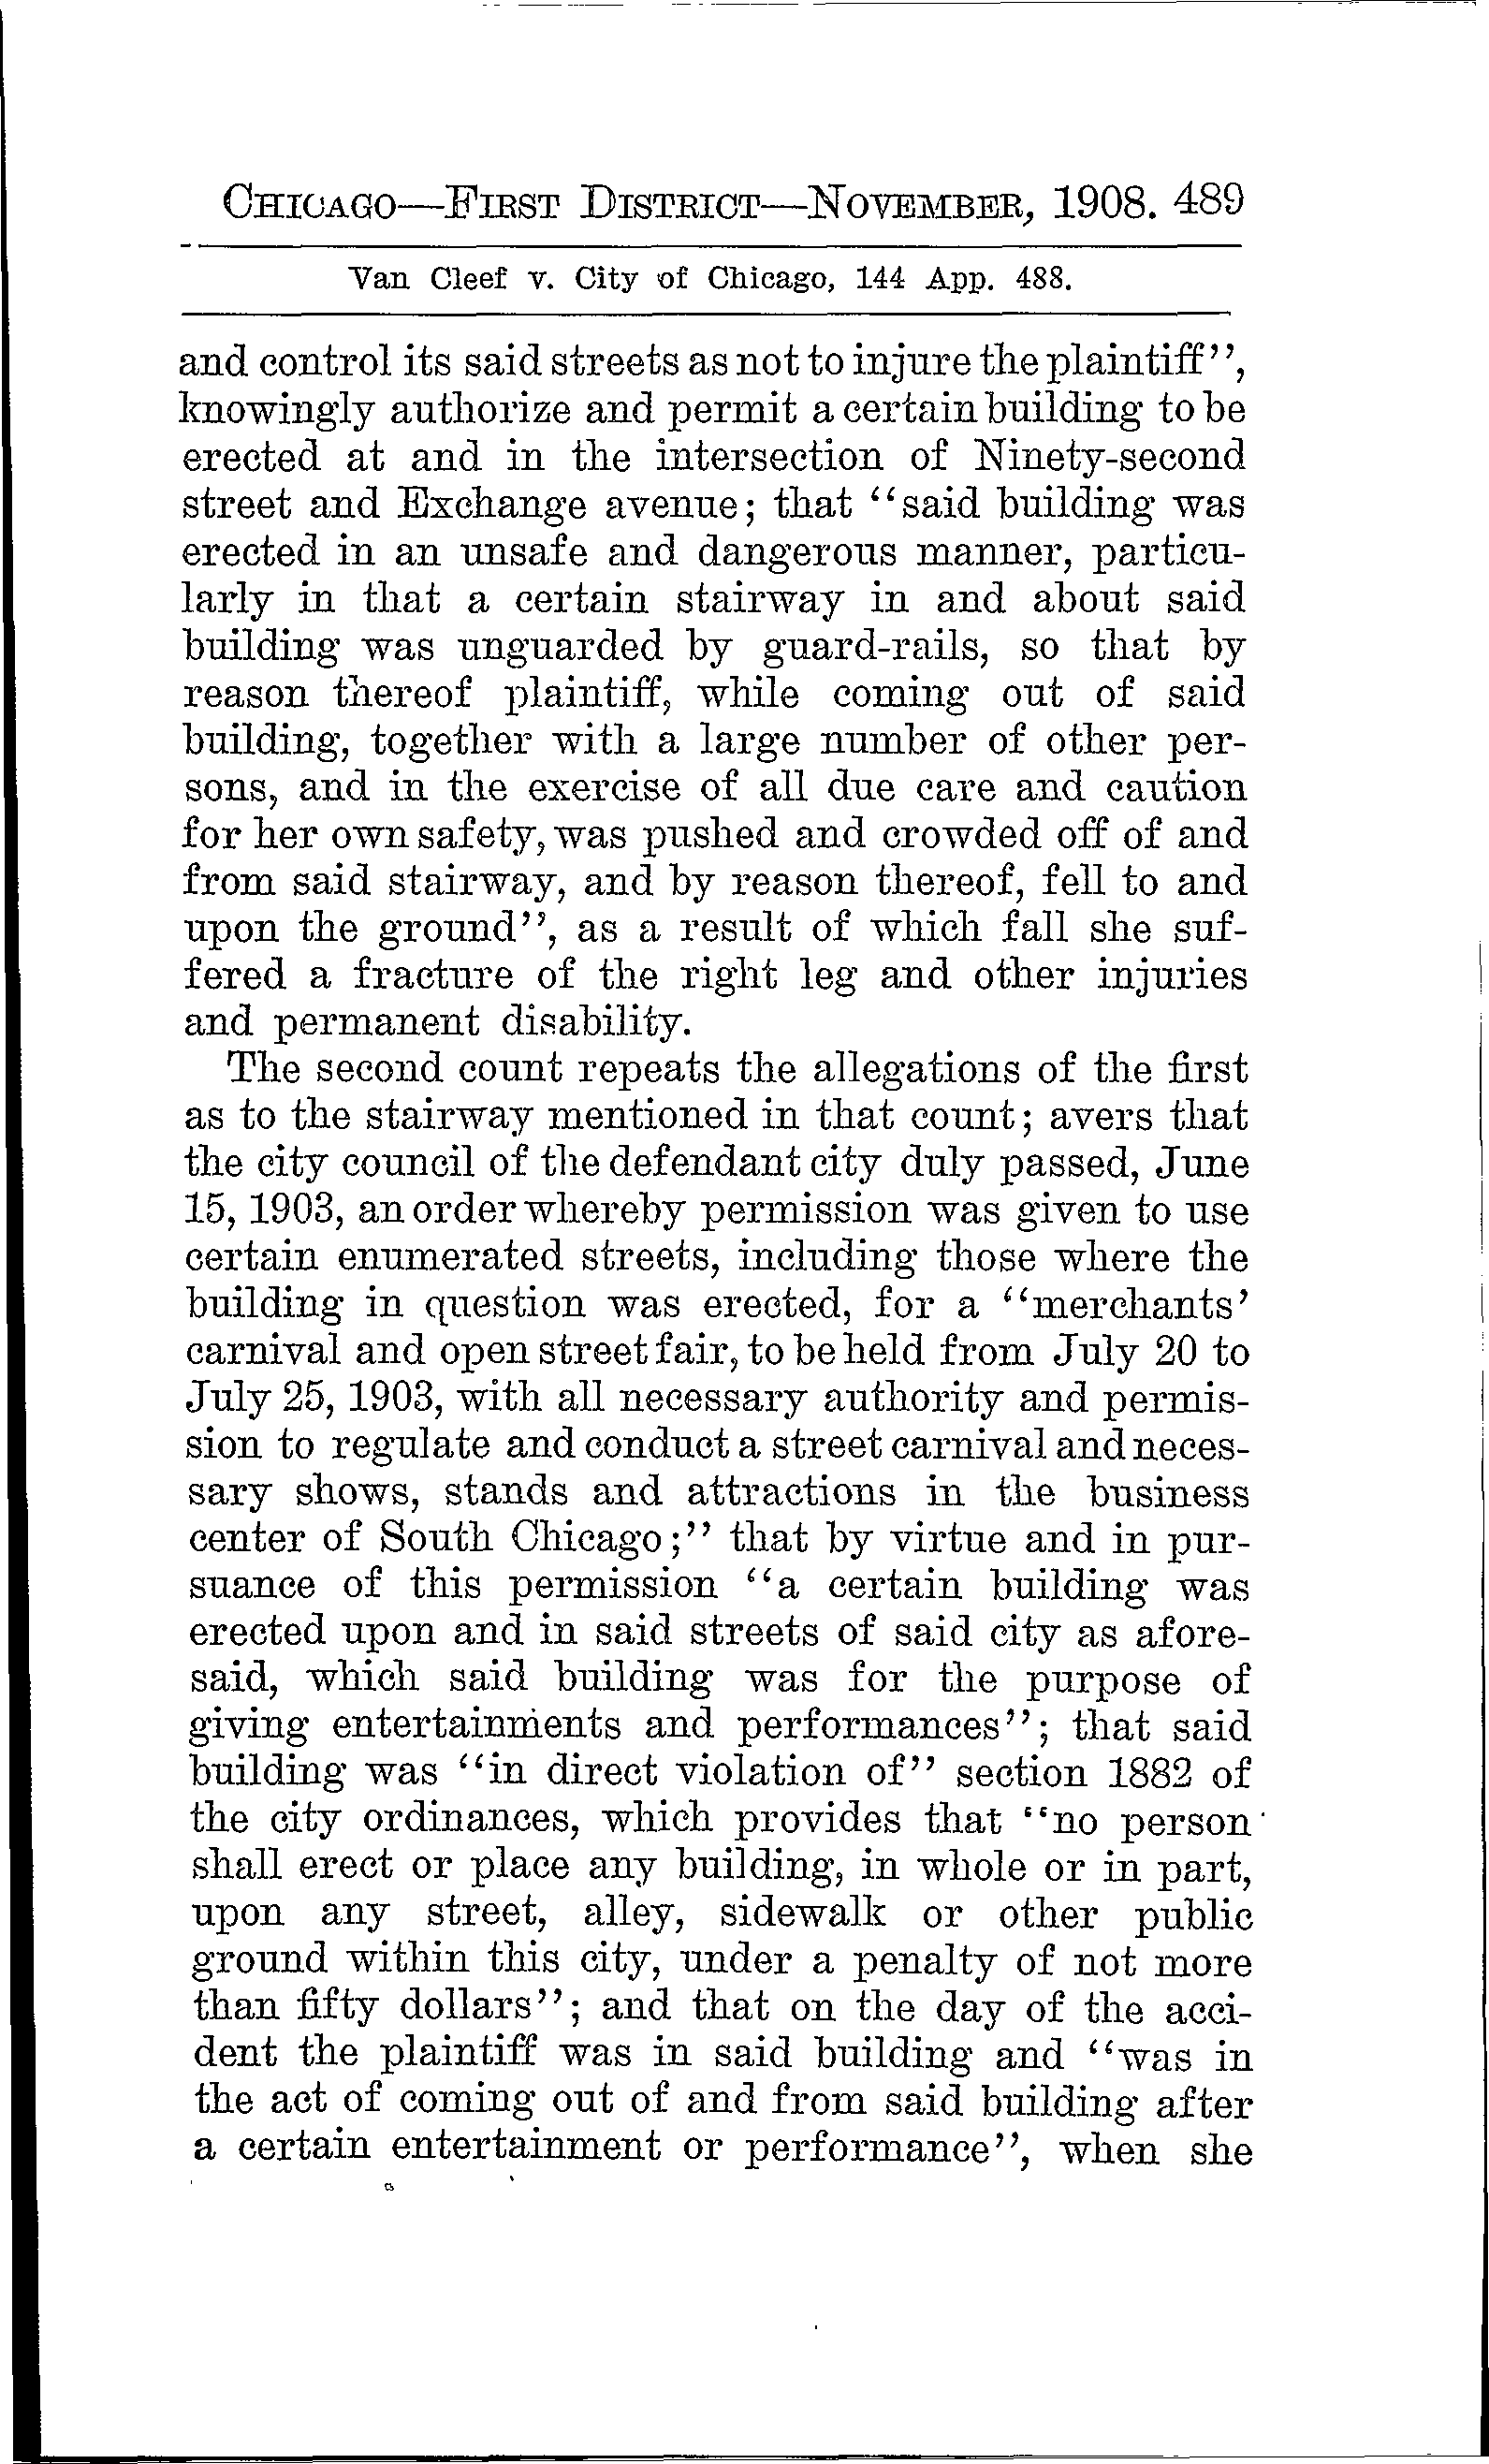 CHICAGO—FIRST DISTRICT—NOVEMBER, 1908. 489
Van Cleef v. City of Chicago, 144 App. 488.
and control its said streets as not to injure the plaintiff'',
knowingly authorize and permit a certain building to be
erected at and in the intersection of Ninety-second
street and Exchange avenue; that ''said building was
erected in an unsafe and dangerous manner, particu-
larly in that a certain stairway in and about said
building was unguarded by guard-rails, so that by
reason thereof plaintiff, while coming out of said
building, together with a large number of other per-
sons, and in the exercise of all due care and caution
for her own safety, was pushed and crowded off of and
from said stairway, and by reason thereof, fell to and
upon the ground'', as a result of which fall she suf-
fered a fracture of the right leg and other injuries
and permanent disability.
The second count repeats the allegations of the first
as to the stairway mentioned in that count; avers that
the city council of the defendant city duly passed, June
15, 1903, an order whereby permission was given to use
certain enumerated streets, including those where the
building in question was erected, for a ''merchants'
carnival and open street fair, to be held from July 20 to
July 25, 1903, with all necessary authority and permis-
sion to regulate and conduct a street carnival and neces-
sary shows, stands and attractions in the business
center of South Chicago;'' that by virtue and in pur-
suance of this permission ''a certain building was
erected upon and in said streets of said city as afore-
said, which said building was for the purpose of
giving entertainments and performances''; that said
building was ''in direct violation of'' section 1882 of
the city ordinances, which provides that ''no person
shall erect or place any building, in whole or in part,
upon any street, alley, sidewalk or other public
ground within this city, under a penalty of not more
than fifty dollars''; and that on the day of the acci-
dent the plaintiff was in said building and ''was in
the act of coming out of and from said building after
a certain entertainment or performance'', when she